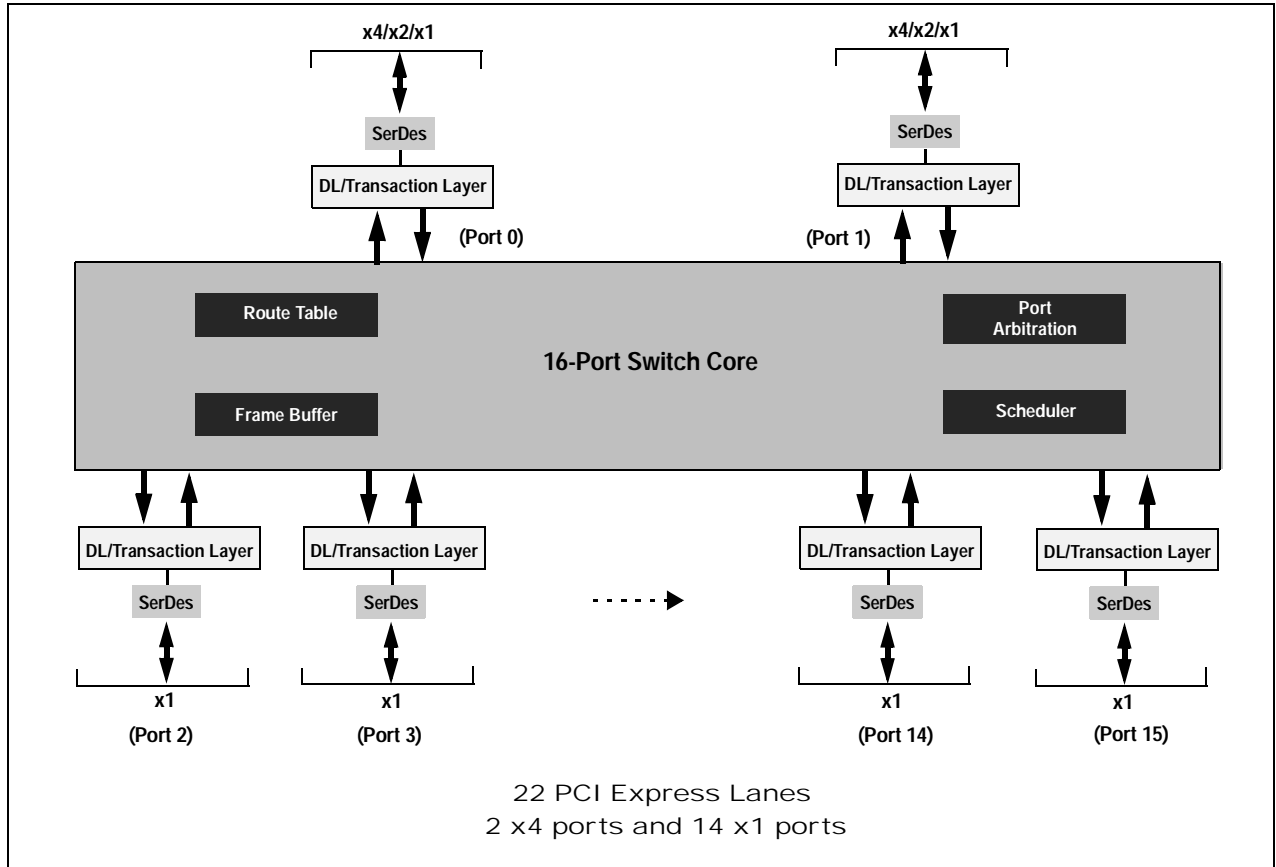 x4/x2/x1
x4/x2/x1
SerDes
SerDes
DL/Transaction Layer
DL/Transaction Layer
(Port 0)
(Port 1)
Route Table
Port
Arbitration
16-Port Switch Core
Frame Buffer
Scheduler
DL/Transaction Layer
DL/Transaction Layer
DL/Transaction Layer
DL/Transaction Layer
SerDes
SerDes
SerDes
SerDes
x1
x1
x1
x1
(Port 2)
(Port 3)
(Port 14)
(Port 15)
22 PCI Express Lanes
2 x4 ports and 14 x1 ports